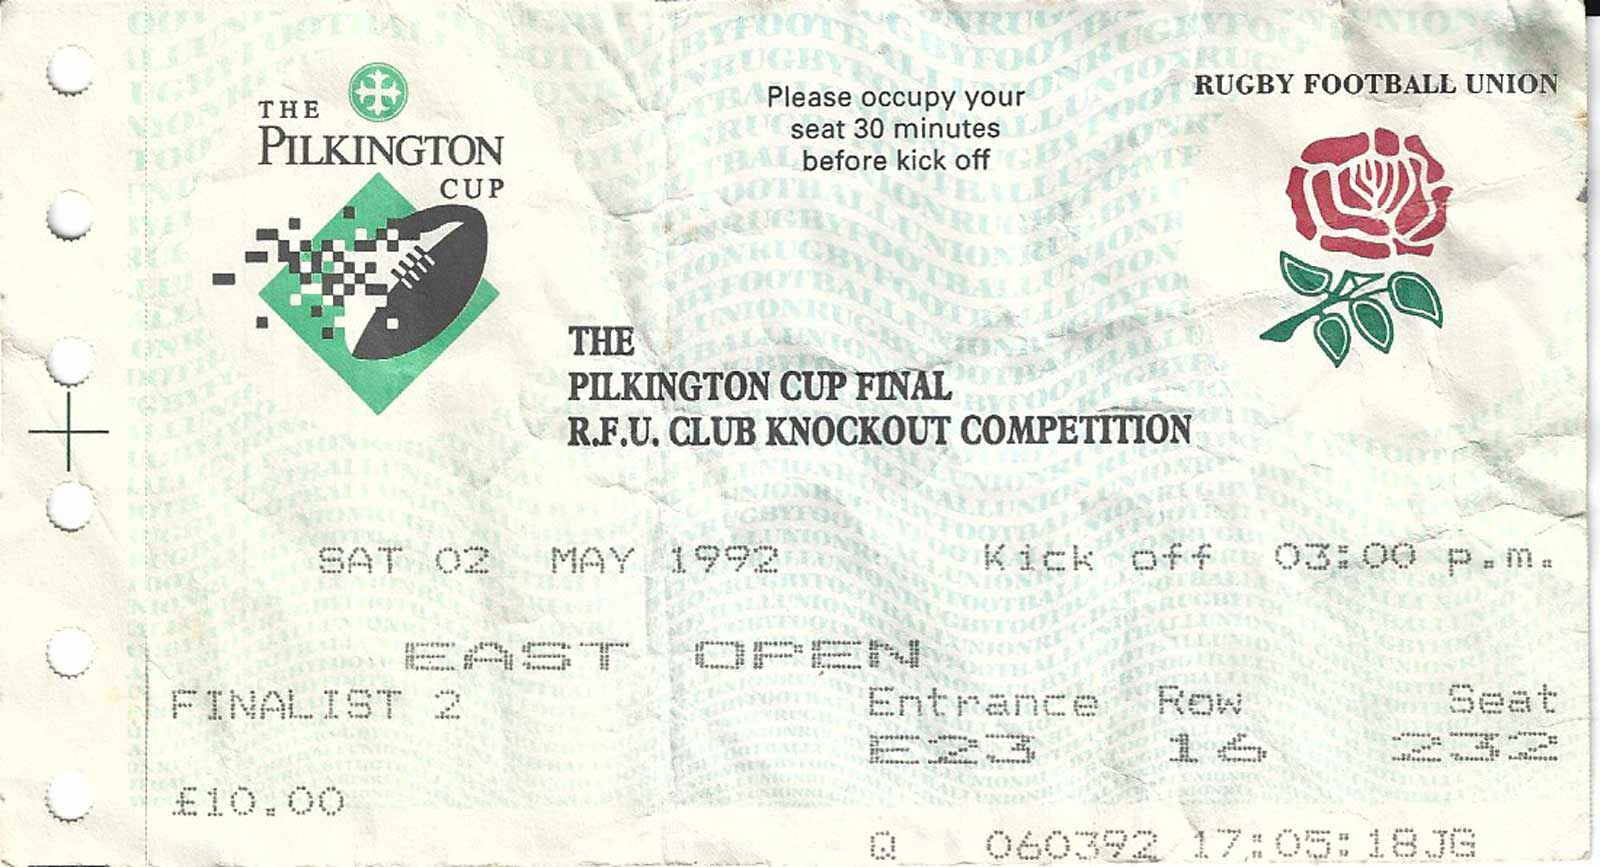 THE
PILKINGTON
CUP
Please occupy your
seat 30 minutes
before kick off
RUGBY FOOTBALL UNION
THE
PILKINGTON CUP FINAL
R.F.U. CLUB KNOCKOUT COMPETITION
SAT 02 MAY 1992 Kick off 03:00 p.m.
EAST OPEN
FINALIST 2 Entrance Row Seat
E23 16 232
£10.00
Q 060392 17:05:18JG